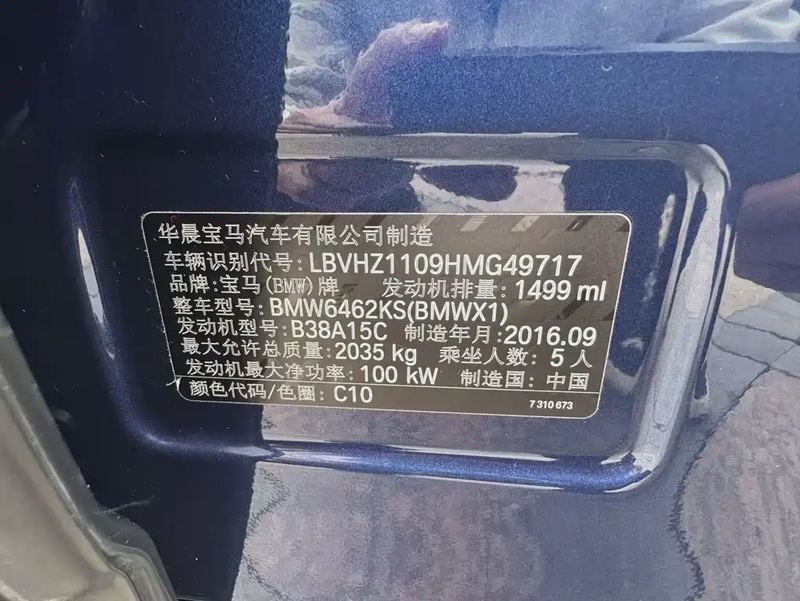 华晨宝马汽车有限公司制造
车辆识别代号: LBVHZ1109HMG49717
品牌: 宝马(BMW)牌 发动机排量: 1499 ml
整车型号: BMW6462KS(BMWX1)
发动机型号: B38A15C 制造年月: 2016.09
最大允许总质量: 2035 kg 乘坐人数: 5 人
发动机最大净功率: 100 kW 制造国: 中国
颜色代码/色圈: C10 7 310 673